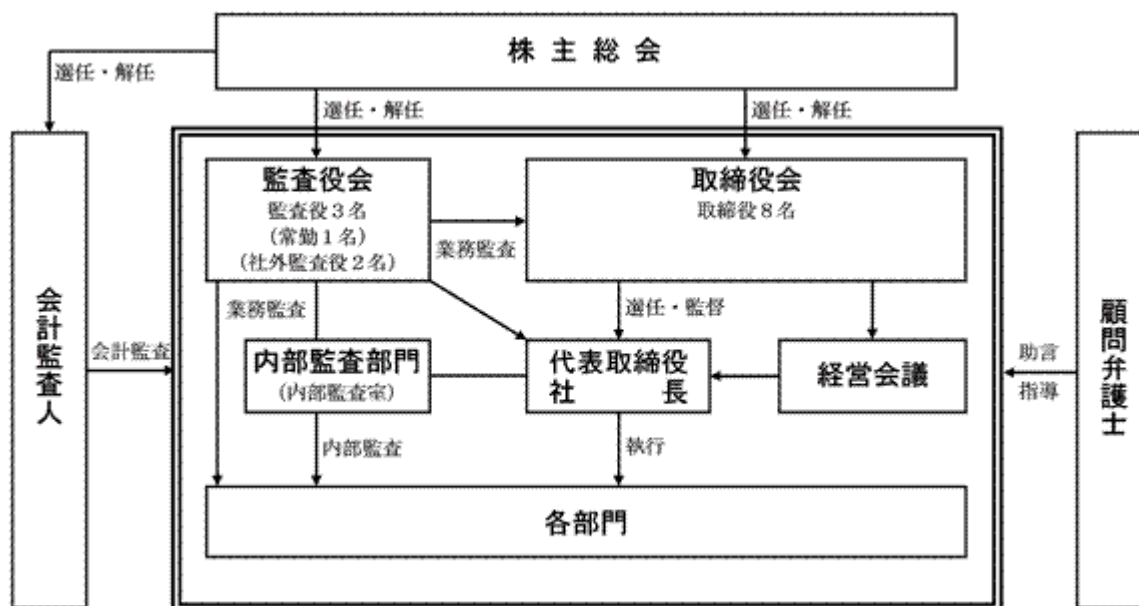 株主総会
選任・解任
選任・解任
選任・解任
監査役会
監査役3名
(常勤1名)
(社外監査役2名)
取締役会
取締役8名
業務監査
業務監査
選任・監督
会計監査人
会計監査
内部監査部門
(内部監査室)
代表取締役
社長
経営会議
助言
指導
顧問弁護士
内部監査
執行
各部門